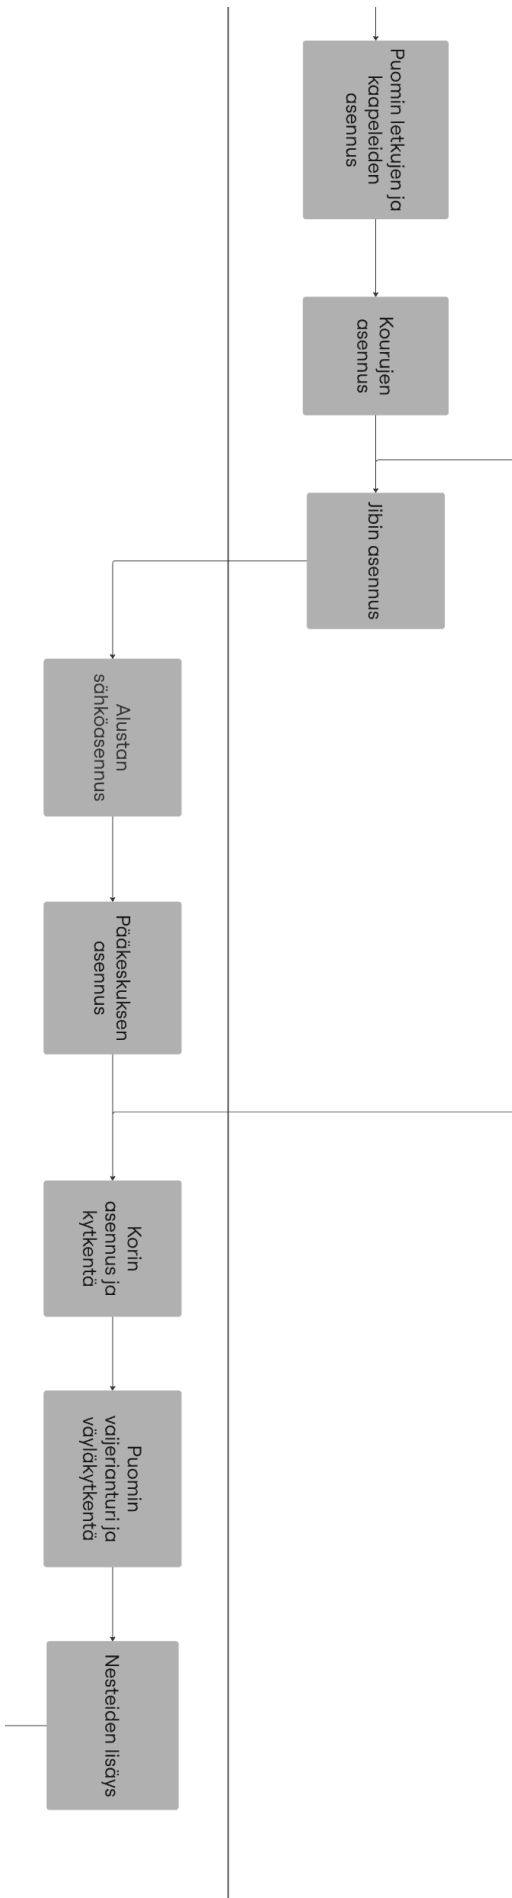 Puomin letkujen ja
kaapeleiden
asennus
Kourujen
asennus
Jibin asennus
Alustan
sähköasennus
Pääkeskuksen
asennus
Korin
asennus ja
kytkentä
Puomin
vaijerianturi ja
väyläkytkentä
Nesteiden lisäys